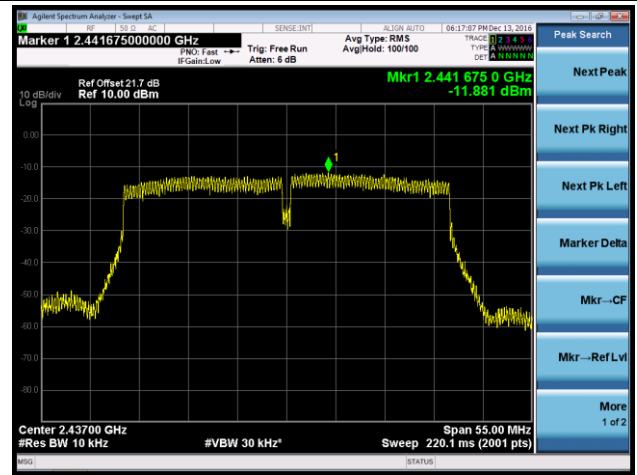 Agilent Spectrum Analyzer - Swept SA
RF 50 Ω AC SENSE:INT ALIGN AUTO 06:17:07 PM Dec 13, 2016
Marker 1 2.441675000000 GHz
PNO: Fast
IFGain:Low
Trig: Free Run
Atten: 6 dB
Avg Type: RMS
Avg|Hold: 100/100
TRACE 1 2 3 4 5 6
TYPE A WWWWW
DET A N N N N N
Ref Offset 21.7 dB
Ref 10.00 dBm
10 dB/div
Log
Mkr1 2.441 675 0 GHz
-11.881 dBm
0.00
-10.0
-20.0
-30.0
-40.0
-50.0
-60.0
-70.0
-80.0
1
Center 2.43700 GHz
#Res BW 10 kHz
#VBW 30 kHz*
Span 55.00 MHz
Sweep 220.1 ms (2001 pts)
MSG
STATUS
Peak Search
Next Peak
Next Pk Right
Next Pk Left
Marker Delta
Mkr→CF
Mkr→Ref Lvl
More
1 of 2